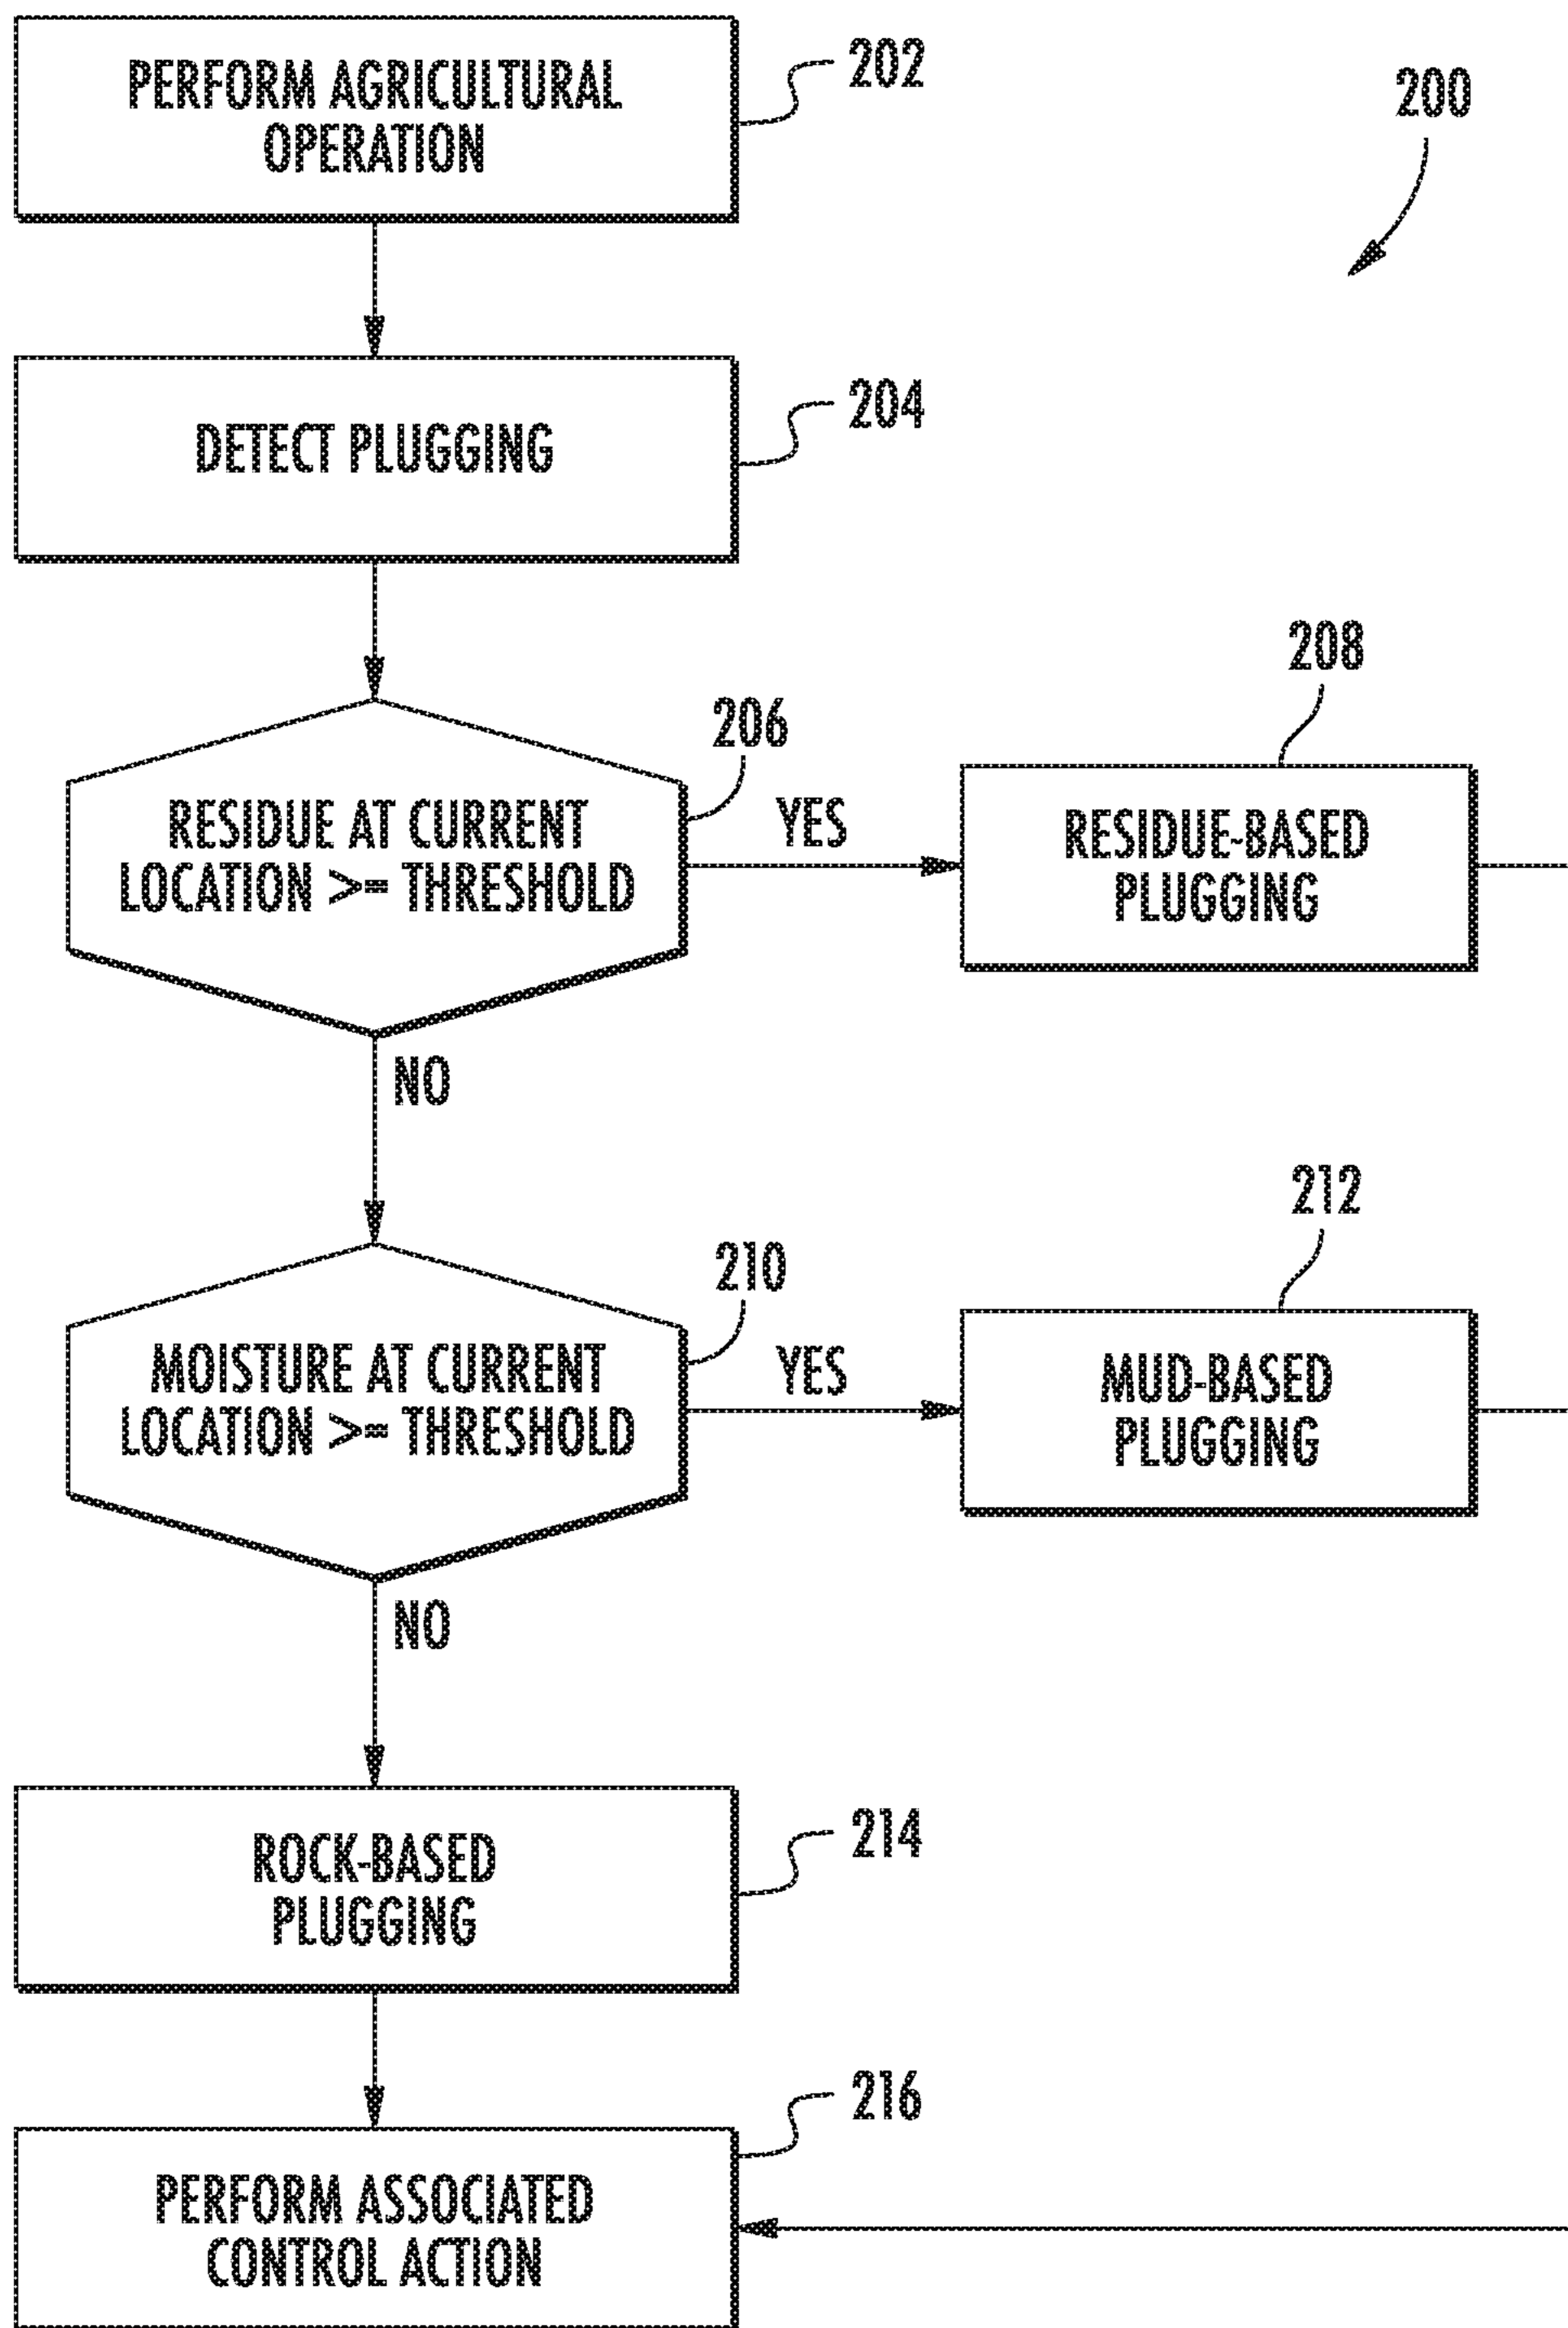 PERFORM AGRICULTURAL
OPERATION
202
200
DETECT PLUGGING
204
RESIDUE AT CURRENT
LOCATION >= THRESHOLD
206
YES
208
RESIDUE-BASED
PLUGGING
NO
MOISTURE AT CURRENT
LOCATION >= THRESHOLD
210
YES
212
MUD-BASED
PLUGGING
NO
ROCK-BASED
PLUGGING
214
PERFORM ASSOCIATED
CONTROL ACTION
216